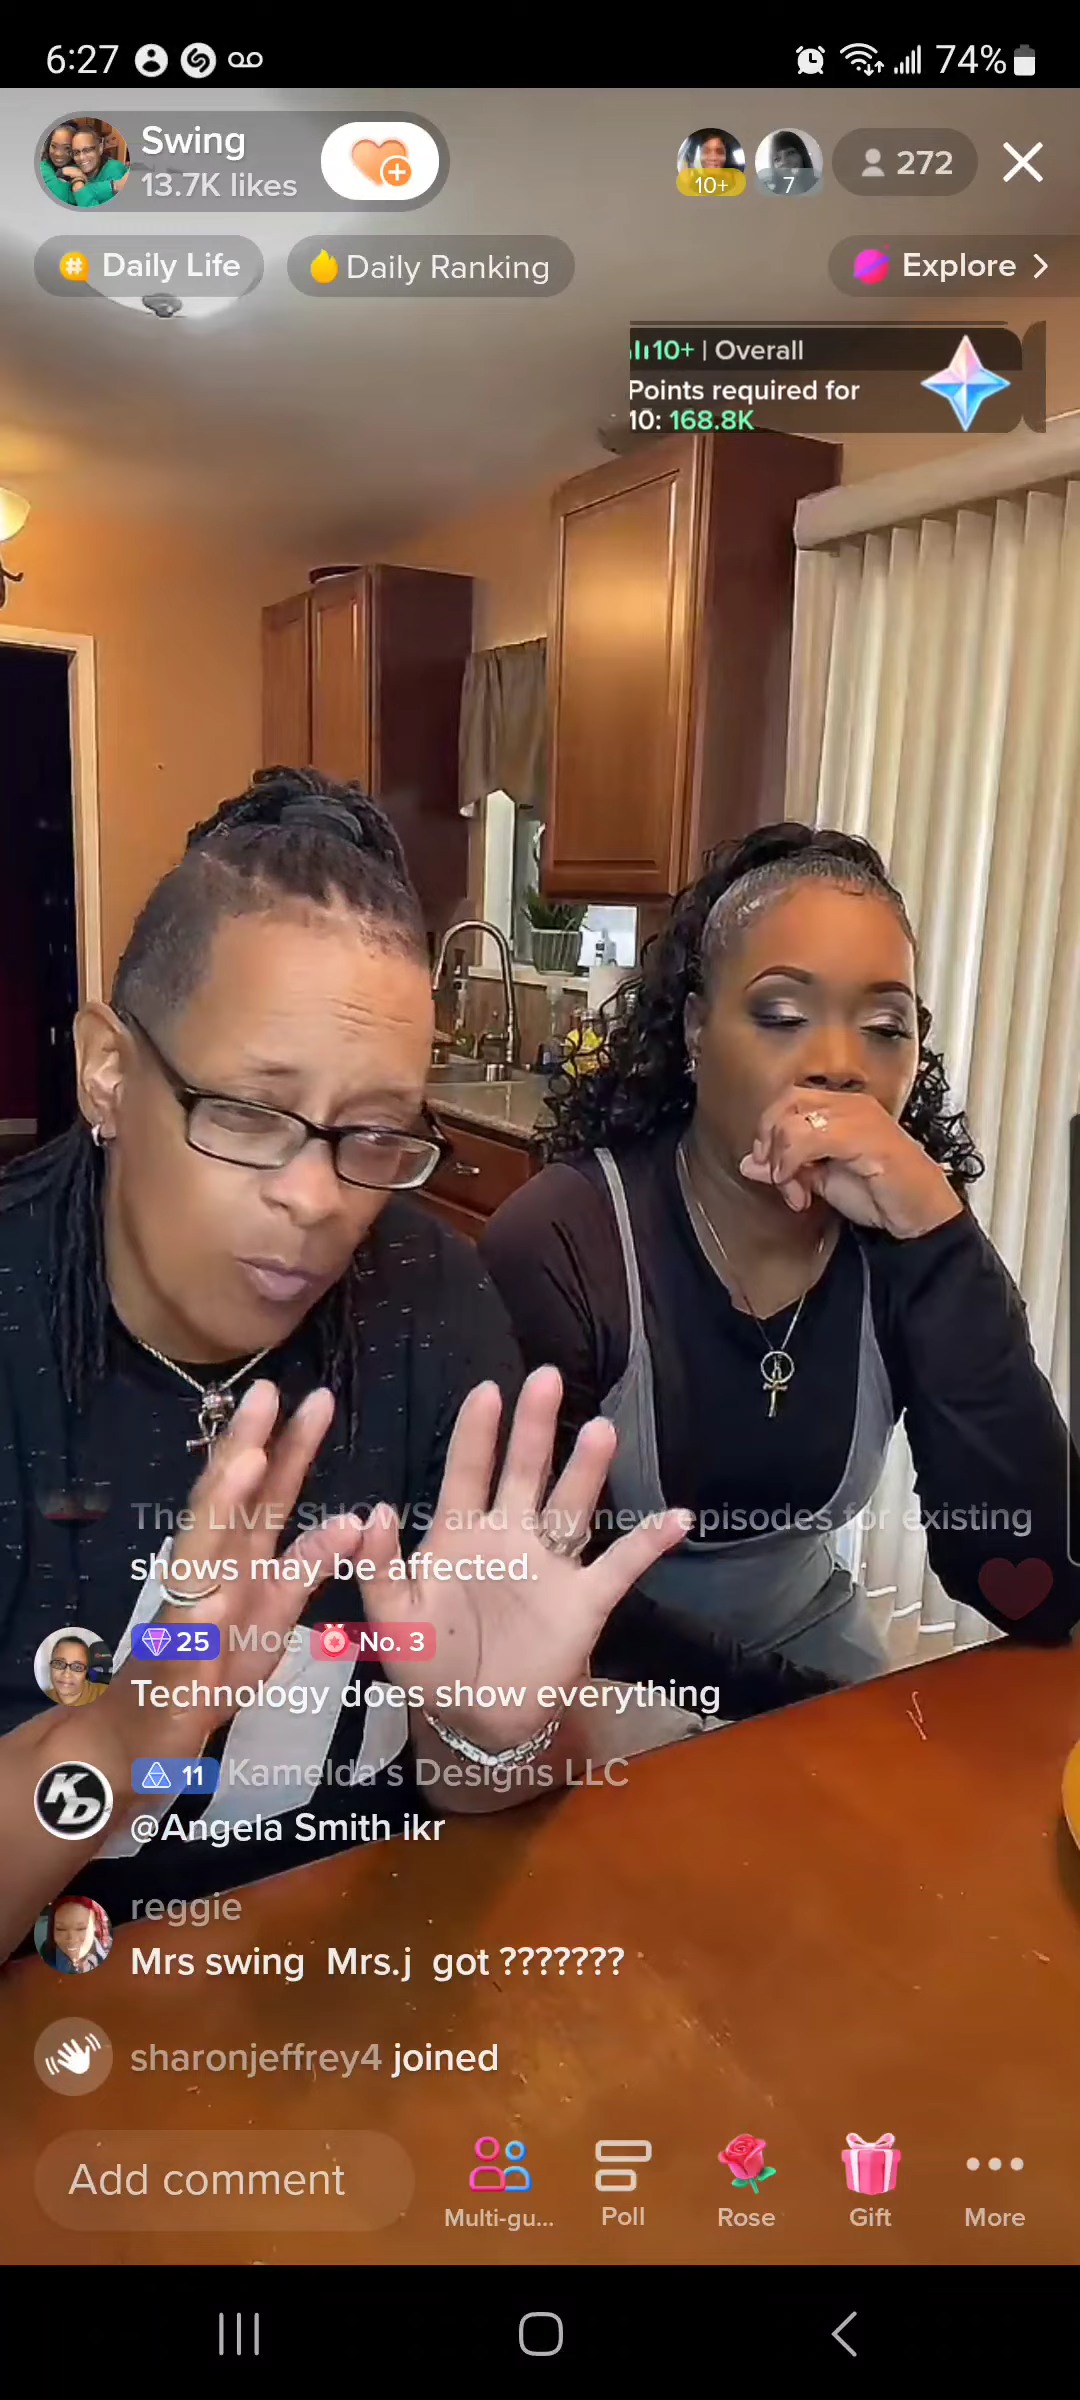 6:27
74%
Swing
13.7K likes
10+
7
272
Daily Life
Daily Ranking
Explore >
10+ | Overall
Points required for
10: 168.8K
The LIVE SHOWS and any new episodes for existing
shows may be affected.
25 Moe No. 3
Technology does show everything
11 Kamelda's Designs LLC
@Angela Smith ikr
KD
reggie
Mrs swing Mrs.j got ???????
sharonjeffrey4 joined
Add comment
Multi-gu...
Poll
Rose
Gift
More